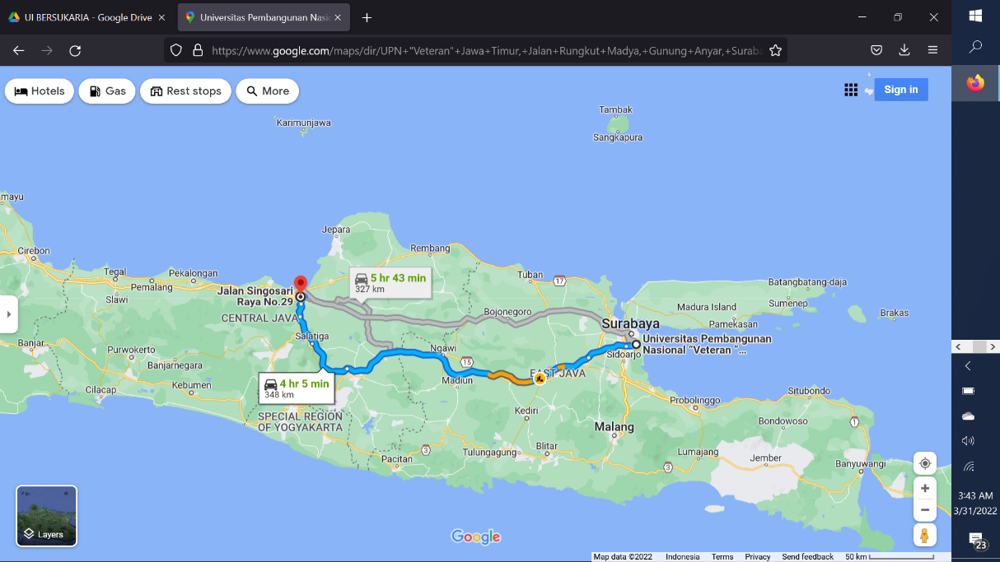 UI BERSUKARIA - Google Drive
Universitas Pembangunan Nasio
https://www.google.com/maps/dir/UPN+"Veteran"+Jawa+Timur,+Jalan+Rungkut+Madya,+Gunung+Anyar,+Suraba
Hotels
Gas
Rest stops
More
Sign in
Tambak
Karimunjawa
Sangkapura
mayu
Jepara
Cirebon
Rembang
Tegal
Pekalongan
5 hr 43 min
327 km
Tuban
17
Pemalang
Jalan Singosari
Raya No.29
Slawi
Batangbatang-daja
Madura Island
Sumenep
CENTRAL JAVA
Bojonegoro
Brakas
Surabaya
Pamekasan
Salatiga
Universitas Pembangunan
Nasional "Veteran "...
Banjar
Purwokerto
Ngawi
Sidoarjo
Banjarnegara
15
EAST JAVA
Cilacap
Kebumen
4 hr 5 min
348 km
Madiun
Situbondo
Probolinggo
Kediri
SPECIAL REGION
OF YOGYAKARTA
Malang
Bondowoso
1
Tulungagung
Blitar
Lumajang
Jember
3
3
Pacitan
Banyuwangi
Layers
Google
Map data ©2022
Indonesia
Terms
Privacy
Send feedback
50 km
3:43 AM
3/31/2022
23